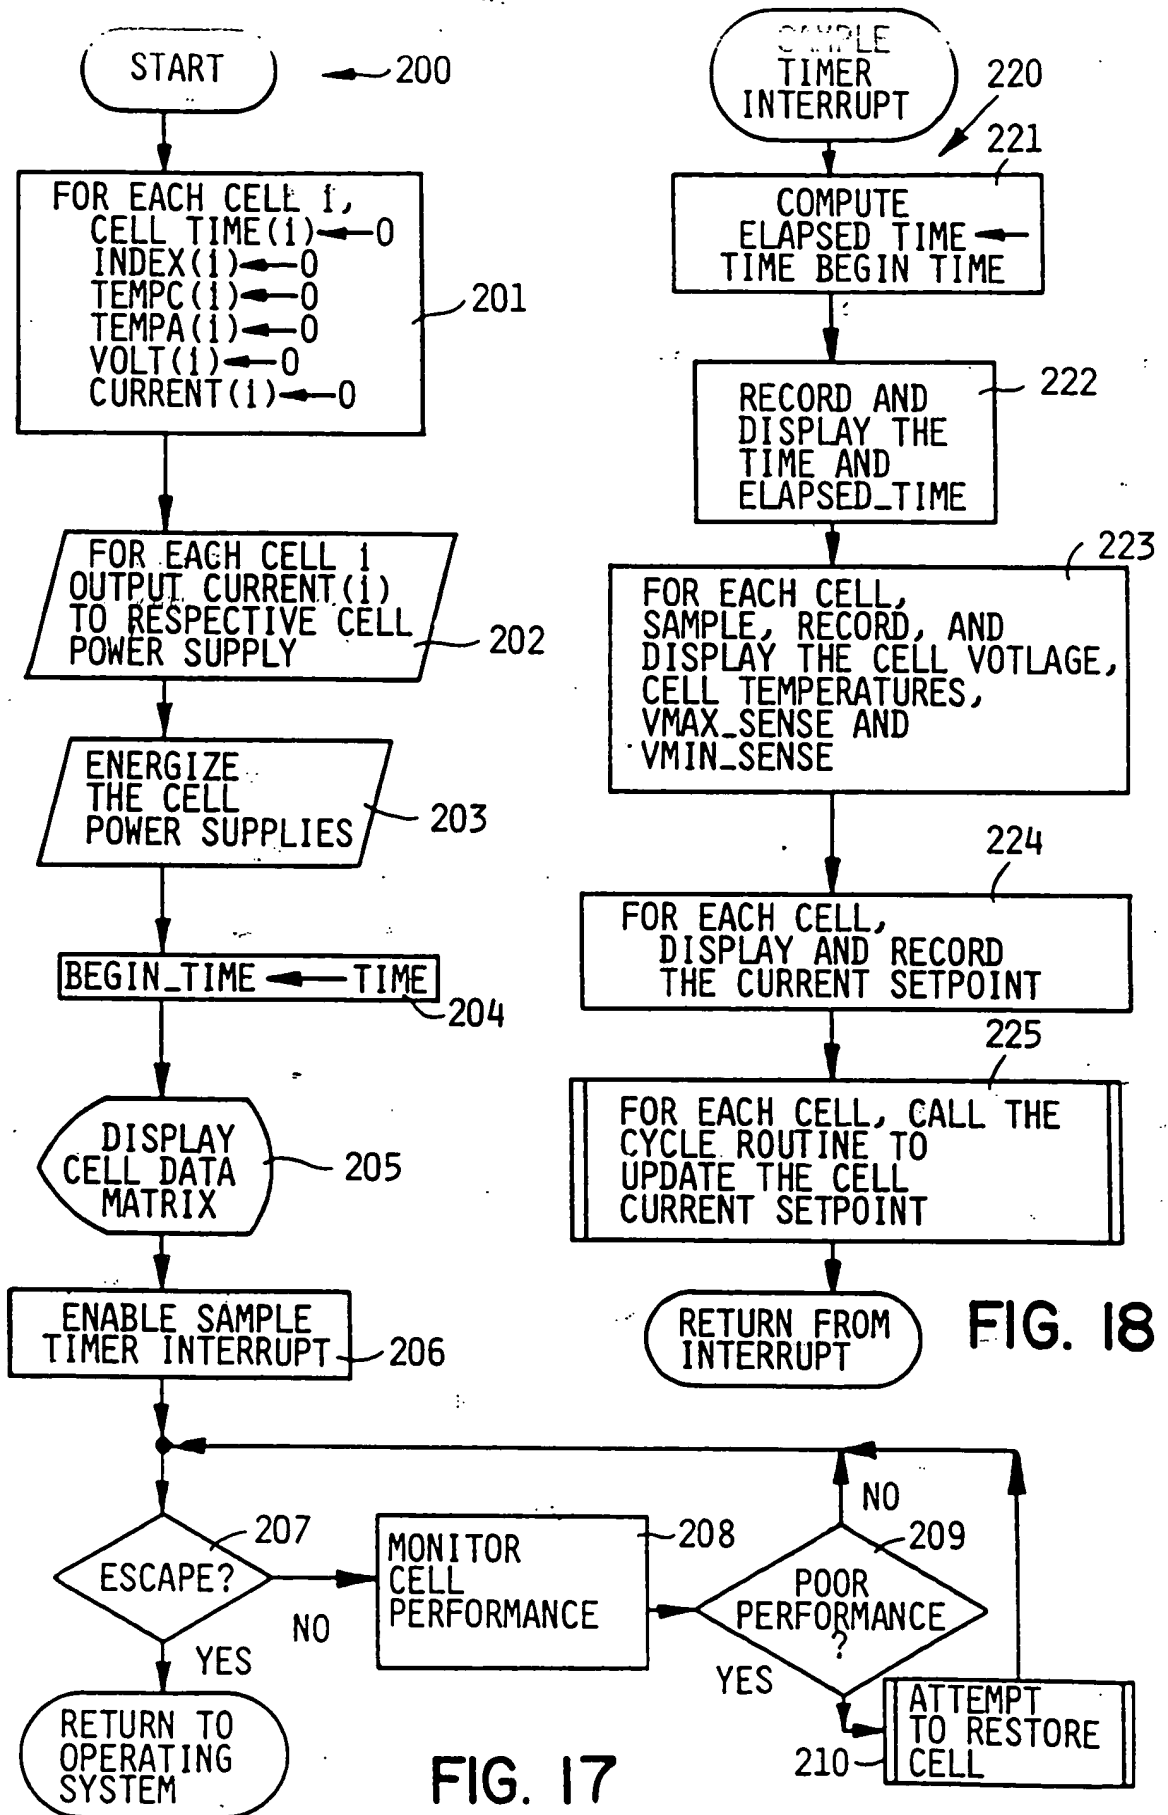 START
200
FOR EACH CELL i,
CELL TIME(i)←0
INDEX(i)←0
TEMPC(i)←0
TEMPA(i)←0
VOLT(i)←0
CURRENT(i)←0
201
FOR EACH CELL i
OUTPUT CURRENT(i)
TO RESPECTIVE CELL
POWER SUPPLY
202
ENERGIZE
THE CELL
POWER SUPPLIES
203
BEGIN_TIME ← TIME
204
DISPLAY
CELL DATA
MATRIX
205
ENABLE SAMPLE
TIMER INTERRUPT
206
ESCAPE?
207
NO
YES
RETURN TO
OPERATING
SYSTEM
MONITOR
CELL
PERFORMANCE
208
POOR
PERFORMANCE
?
209
NO
YES
ATTEMPT
TO RESTORE
CELL
210
FIG. 17
SAMPLE
TIMER
INTERRUPT
220
221
COMPUTE
ELAPSED TIME←
TIME BEGIN TIME
222
RECORD AND
DISPLAY THE
TIME AND
ELAPSED_TIME
223
FOR EACH CELL,
SAMPLE, RECORD, AND
DISPLAY THE CELL VOTLAGE,
CELL TEMPERATURES,
VMAX_SENSE AND
VMIN_SENSE
224
FOR EACH CELL,
DISPLAY AND RECORD
THE CURRENT SETPOINT
225
FOR EACH CELL, CALL THE
CYCLE ROUTINE TO
UPDATE THE CELL
CURRENT SETPOINT
RETURN FROM
INTERRUPT
FIG. 18